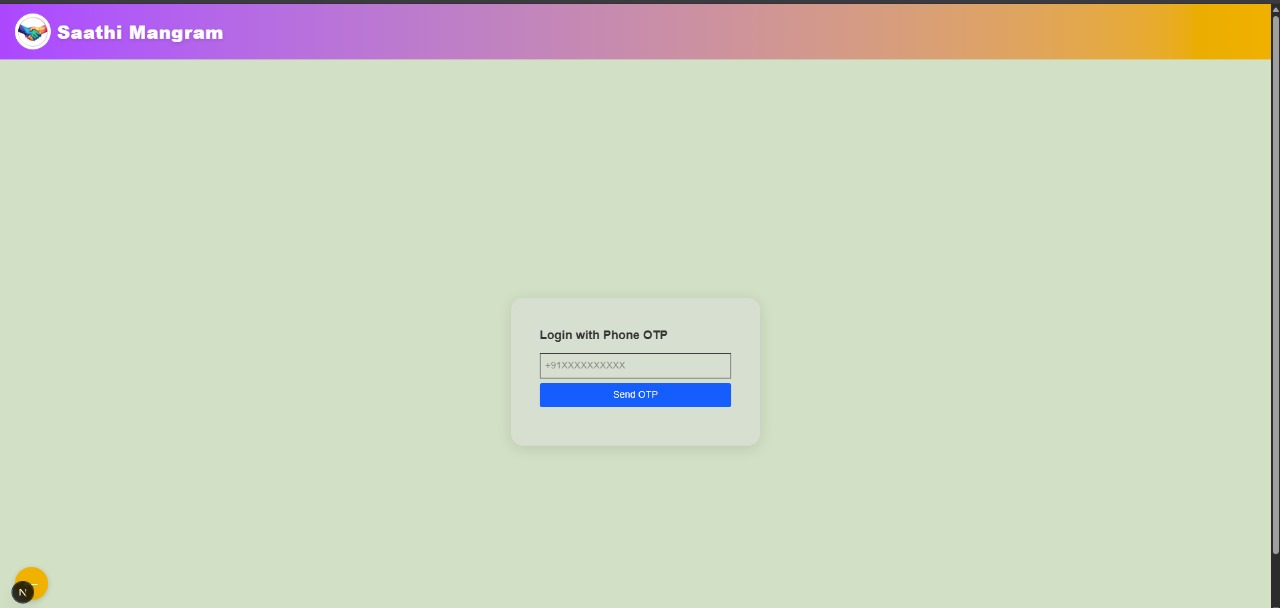 Saathi Mangram
Login with Phone OTP
+91XXXXXXXXXX
Send OTP
N